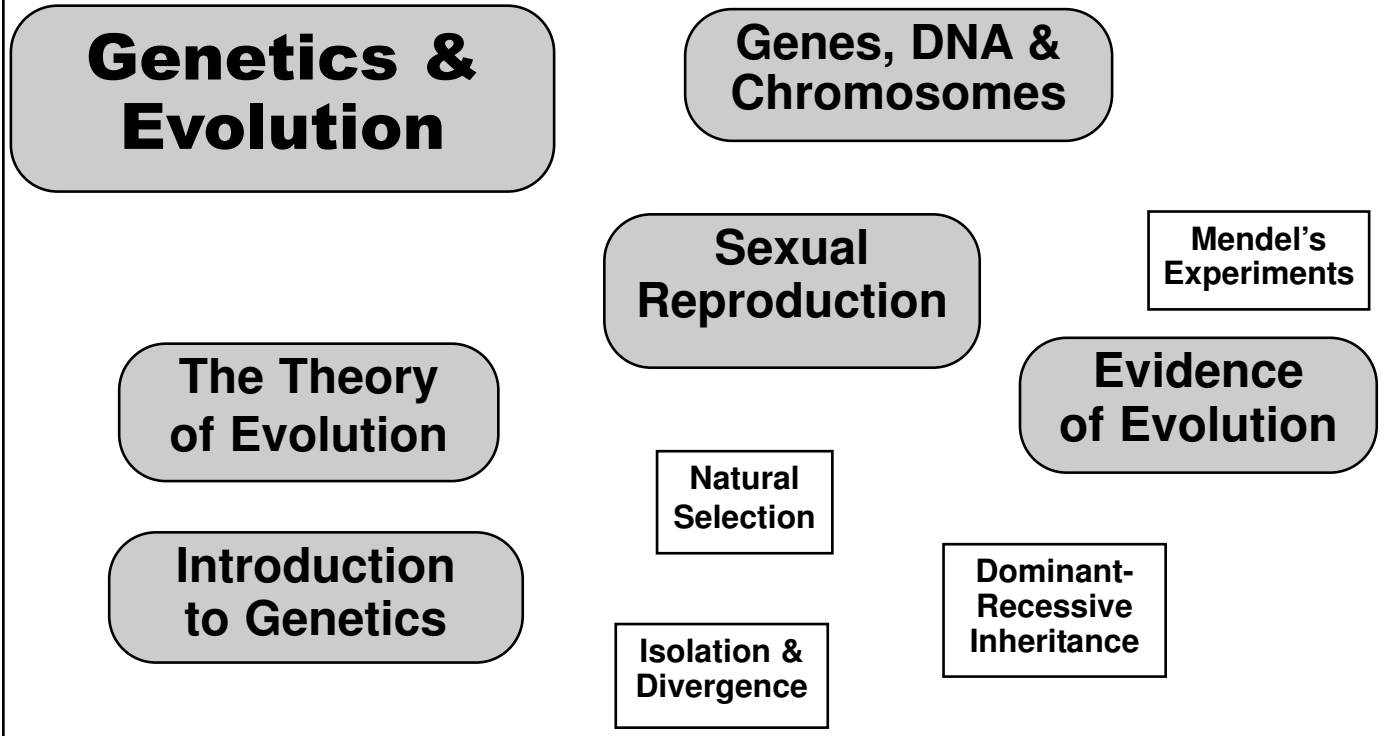 Genetics &
Evolution
Genes, DNA &
Chromosomes
Sexual
Reproduction
Mendel's
Experiments
The Theory
of Evolution
Evidence
of Evolution
Natural
Selection
Introduction
to Genetics
Dominant-
Recessive
Inheritance
Isolation &
Divergence